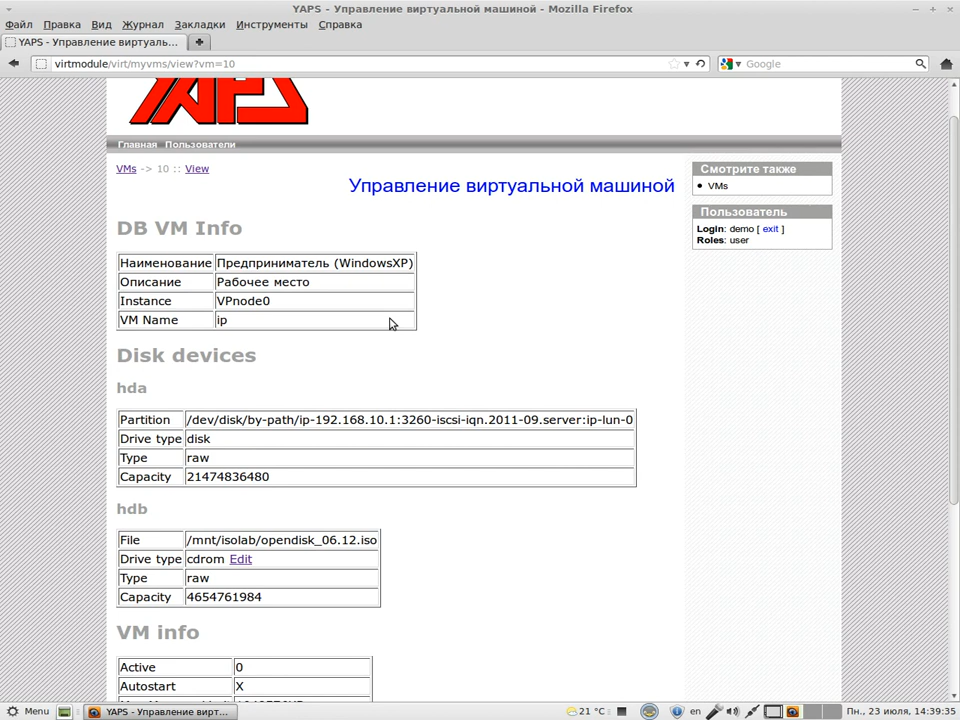 YAPS - Управление виртуальной машиной - Mozilla Firefox
Файл Правка Вид Журнал Закладки Инструменты Справка
YAPS - Управление виртуаль...
virtmodule/virt/myvms/view?vm=10
Google
YAPS
Главная Пользователи
VMs -> 10 :: View
Управление виртуальной машиной
Смотрите также
VMs
Пользователь
Login: demo [ exit ]
Roles: user
DB VM Info
Наименование Предприниматель (WindowsXP)
Описание Рабочее место
Instance VPnode0
VM Name ip
Disk devices
hda
Partition /dev/disk/by-path/ip-192.168.10.1:3260-iscsi-iqn.2011-09.server:ip-lun-0
Drive type disk
Type raw
Capacity 21474836480
hdb
File /mnt/isolab/opendisk_06.12.iso
Drive type cdrom Edit
Type raw
Capacity 4654761984
VM info
Active 0
Autostart X
Menu
YAPS - Управление вирт...
21 °C
en
Пн., 23 июля, 14:39:35